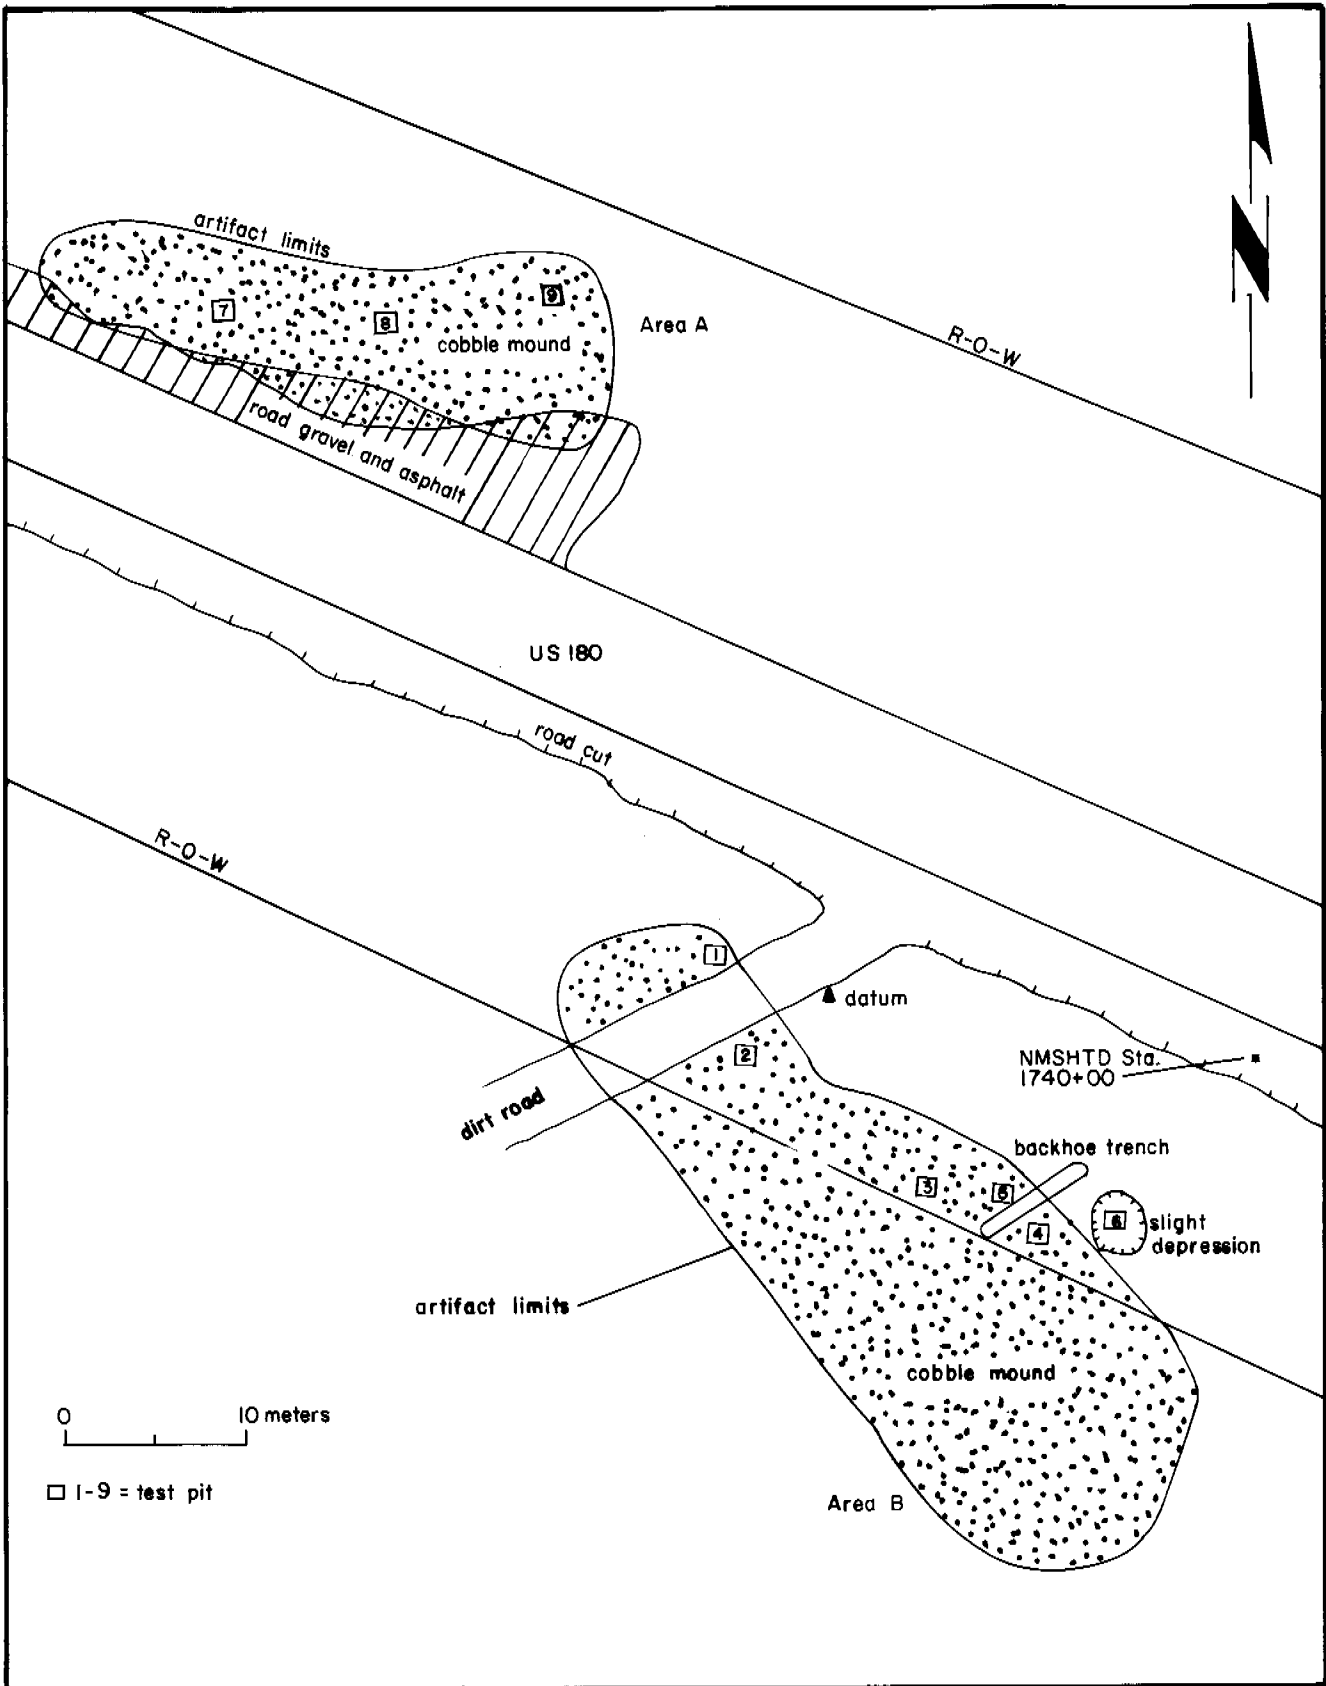 N
artifact limits
7
8
9
cobble mound
Area A
R-O-W
road gravel and asphalt
US 180
road cut
R-O-W
1
datum
2
NMSHTD Sta.
1740+00
dirt road
backhoe trench
3
5
4
6
slight
depression
artifact limits
cobble mound
0 10 meters
1-9 = test pit
Area B